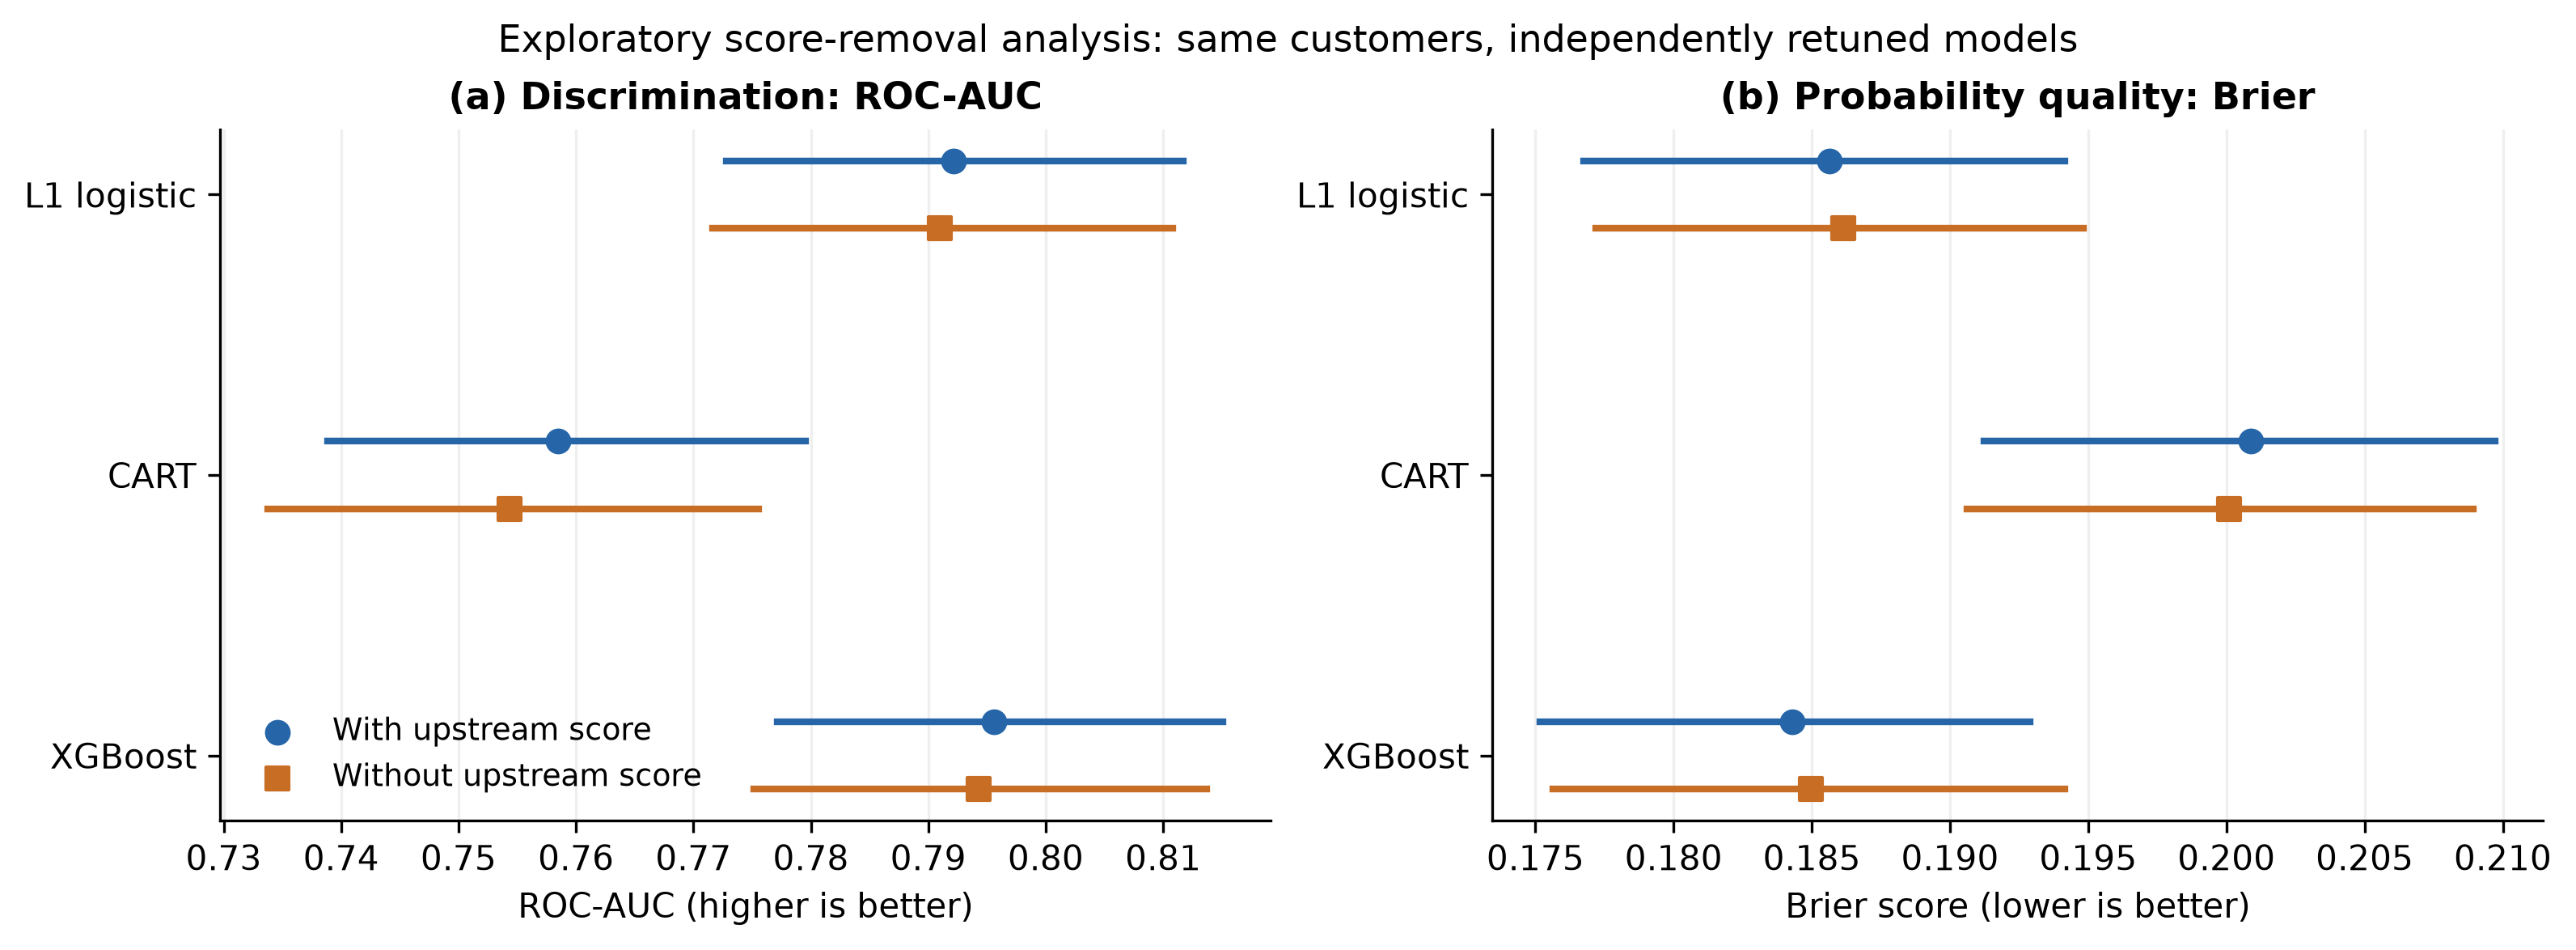 Exploratory score-removal analysis: same customers, independently retuned models
(a) Discrimination: ROC-AUC
L1 logistic
CART
XGBoost
With upstream score
Without upstream score
0.73 0.74 0.75 0.76 0.77 0.78 0.79 0.80 0.81
ROC-AUC (higher is better)
(b) Probability quality: Brier
L1 logistic
CART
XGBoost
0.175 0.180 0.185 0.190 0.195 0.200 0.205 0.210
Brier score (lower is better)